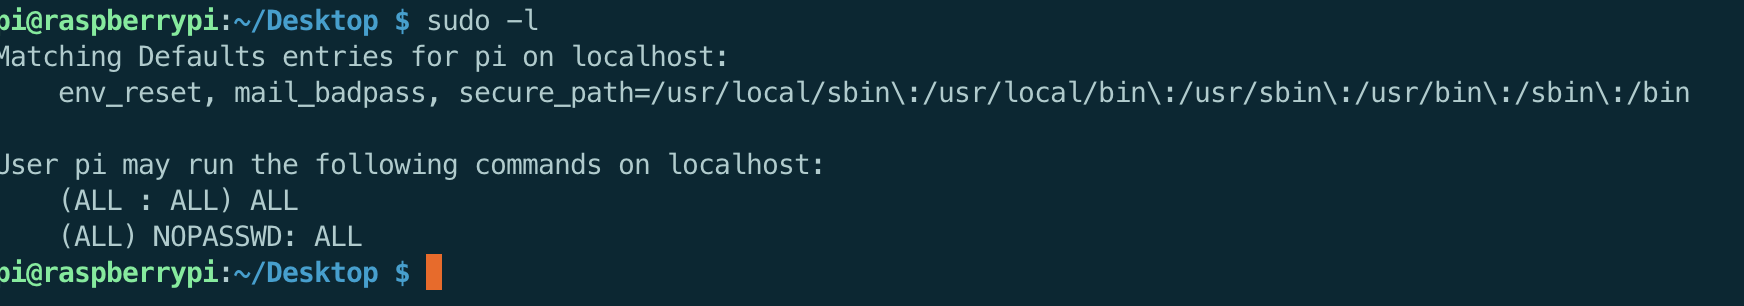 pi@raspberrypi:~/Desktop $ sudo -l
Matching Defaults entries for pi on localhost:
    env_reset, mail_badpass, secure_path=/usr/local/sbin\:/usr/local/bin\:/usr/sbin\:/usr/bin\:/sbin\:/bin

User pi may run the following commands on localhost:
    (ALL : ALL) ALL
    (ALL) NOPASSWD: ALL
pi@raspberrypi:~/Desktop $